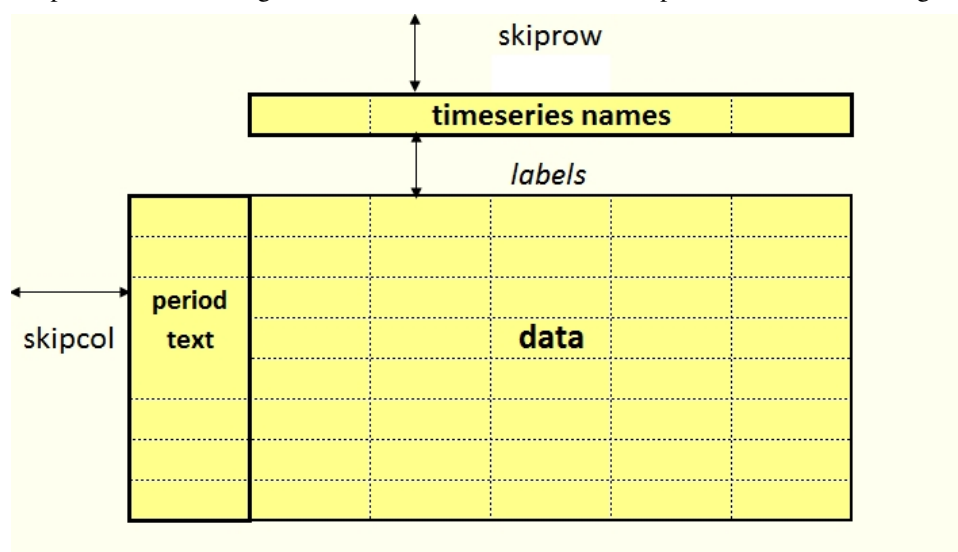 skiprow
timeseries names
labels
period
text
skipcol
data